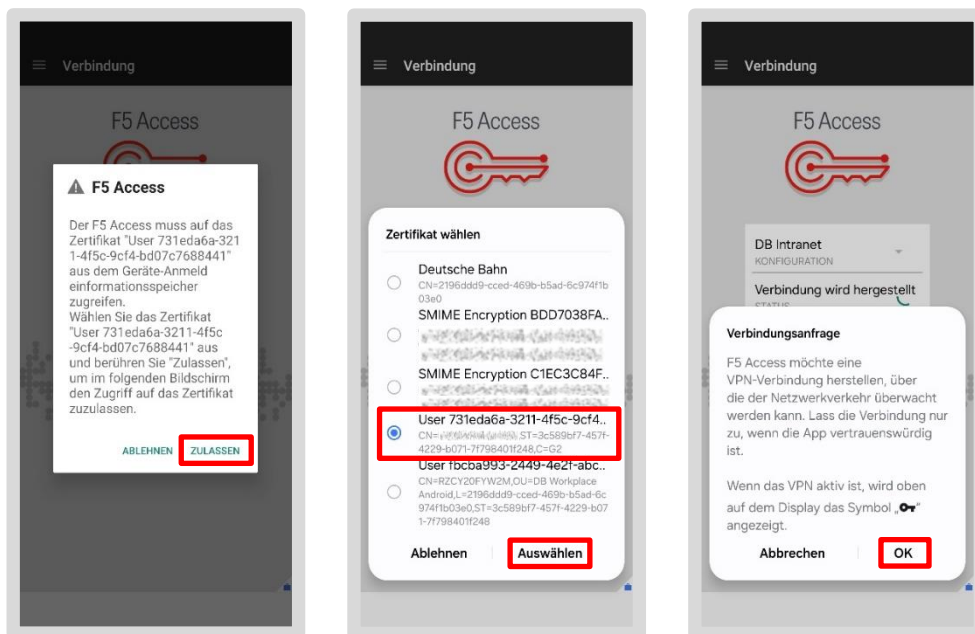 Verbindung
F5 Access
F5 Access
Der F5 Access muss auf das
Zertifikat "User 731eda6a-321
1-4f5c-9cf4-bd07c7688441"
aus dem Geräte-Anmeld
einformationsspeicher
zugreifen.
Wählen Sie das Zertifikat
"User 731eda6a-3211-4f5c
-9cf4-bd07c7688441" aus
und berühren Sie "Zulassen",
um im folgenden Bildschirm
den Zugriff auf das Zertifikat
zuzulassen.
ABLEHNEN ZULASSEN
Verbindung
F5 Access
Zertifikat wählen
Deutsche Bahn
CN=2196ddd9-cced-469b-b5ad-6c974f1b
03e0
SMIME Encryption BDD7038FA..
SMIME Encryption C1EC3C84F..
User 731eda6a-3211-4f5c-9cf4..
CN= ,ST=3c589bf7-457f-
4229-b071-7f798401f248,C=G2
User fbcba993-2449-4e2f-abc..
CN=RZCY20FYW2M,OU=DB Workplace
Android,L=2196ddd9-cced-469b-b5ad-6c
974f1b03e0,ST=3c589bf7-457f-4229-b07
1-7f798401f248
Ablehnen Auswählen
Verbindung
F5 Access
DB Intranet
KONFIGURATION
Verbindung wird hergestellt
STATUS
Verbindungsanfrage
F5 Access möchte eine
VPN-Verbindung herstellen, über
die der Netzwerkverkehr überwacht
werden kann. Lass die Verbindung nur
zu, wenn die App vertrauenswürdig
ist.
Wenn das VPN aktiv ist, wird oben
auf dem Display das Symbol „ “
angezeigt.
Abbrechen OK